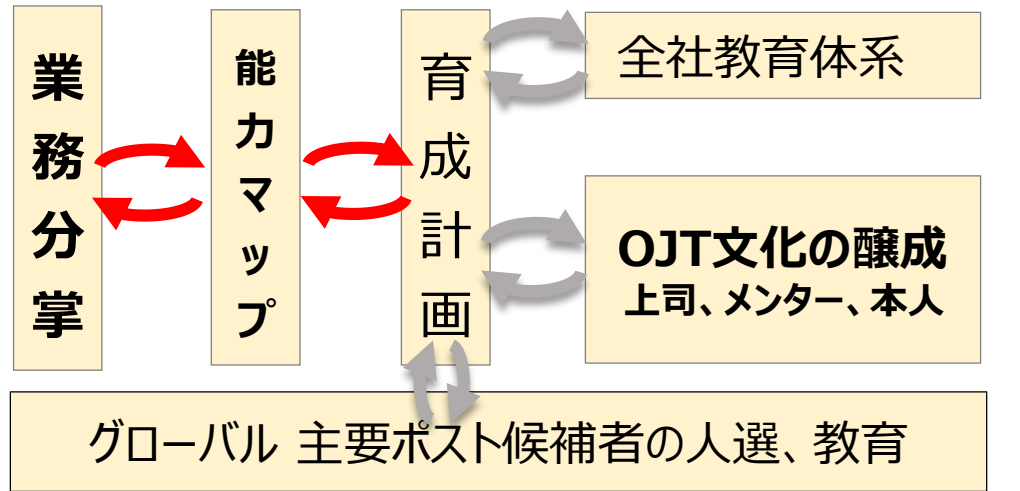 業務分掌
能力マップ
育成計画
全社教育体系
OJT文化の醸成
上司、メンター、本人
グローバル 主要ポスト候補者の人選、教育